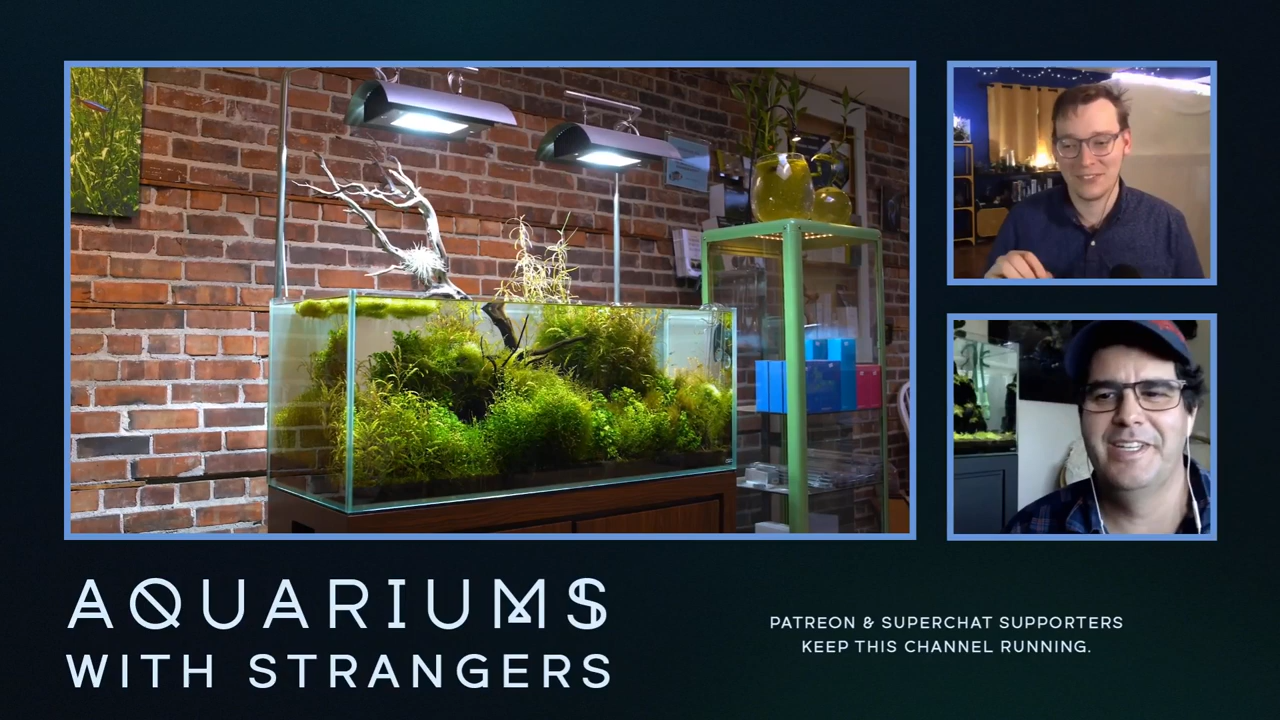 AQUARIUMS
WITH STRANGERS
PATREON & SUPERCHAT SUPPORTERS
KEEP THIS CHANNEL RUNNING.